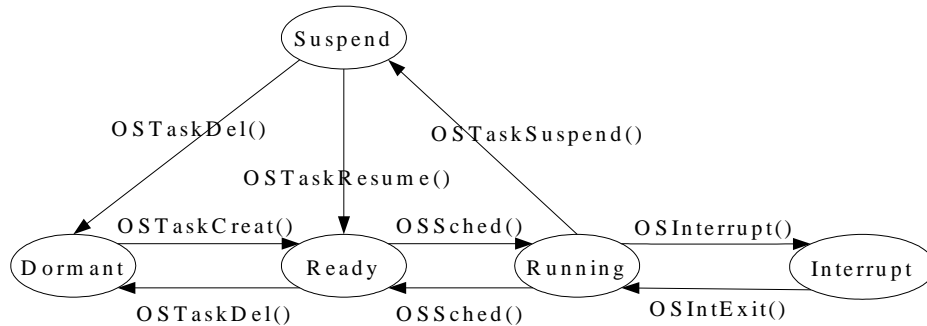 Suspend
OSTaskDel()
OSTaskSuspend()
OSTaskResume()
OSTaskCreat()
OSSched()
OSInterrupt()
Dormant
Ready
Running
Interrupt
OSTaskDel()
OSSched()
OSIntExit()